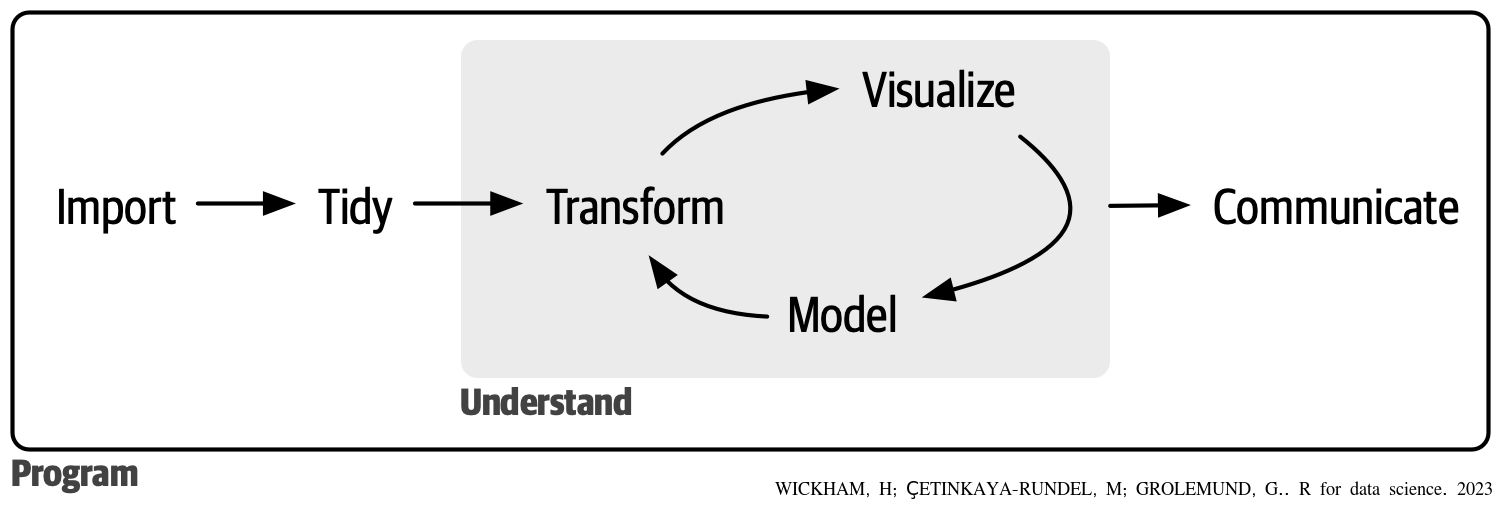 Visualize
Import
Tidy
Transform
Communicate
Model
Understand
Program
WICKHAM, H; ÇETINKAYA-RUNDEL, M; GROLEMUND, G.. R for data science. 2023